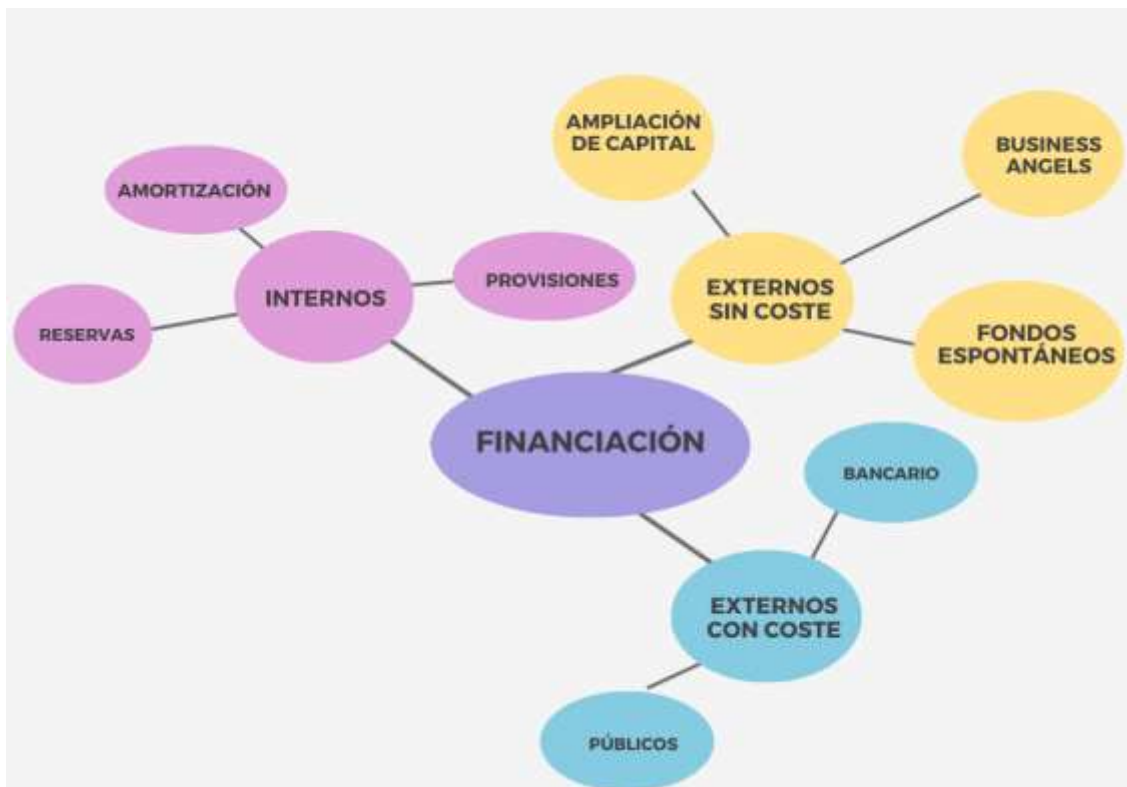 AMPLIACIÓN
DE CAPITAL
BUSINESS
ANGELS
AMORTIZACIÓN
PROVISIONES
INTERNOS
EXTERNOS
SIN COSTE
RESERVAS
FONDOS
ESPONTÁNEOS
FINANCIACIÓN
BANCARIO
EXTERNOS
CON COSTE
PÚBLICOS